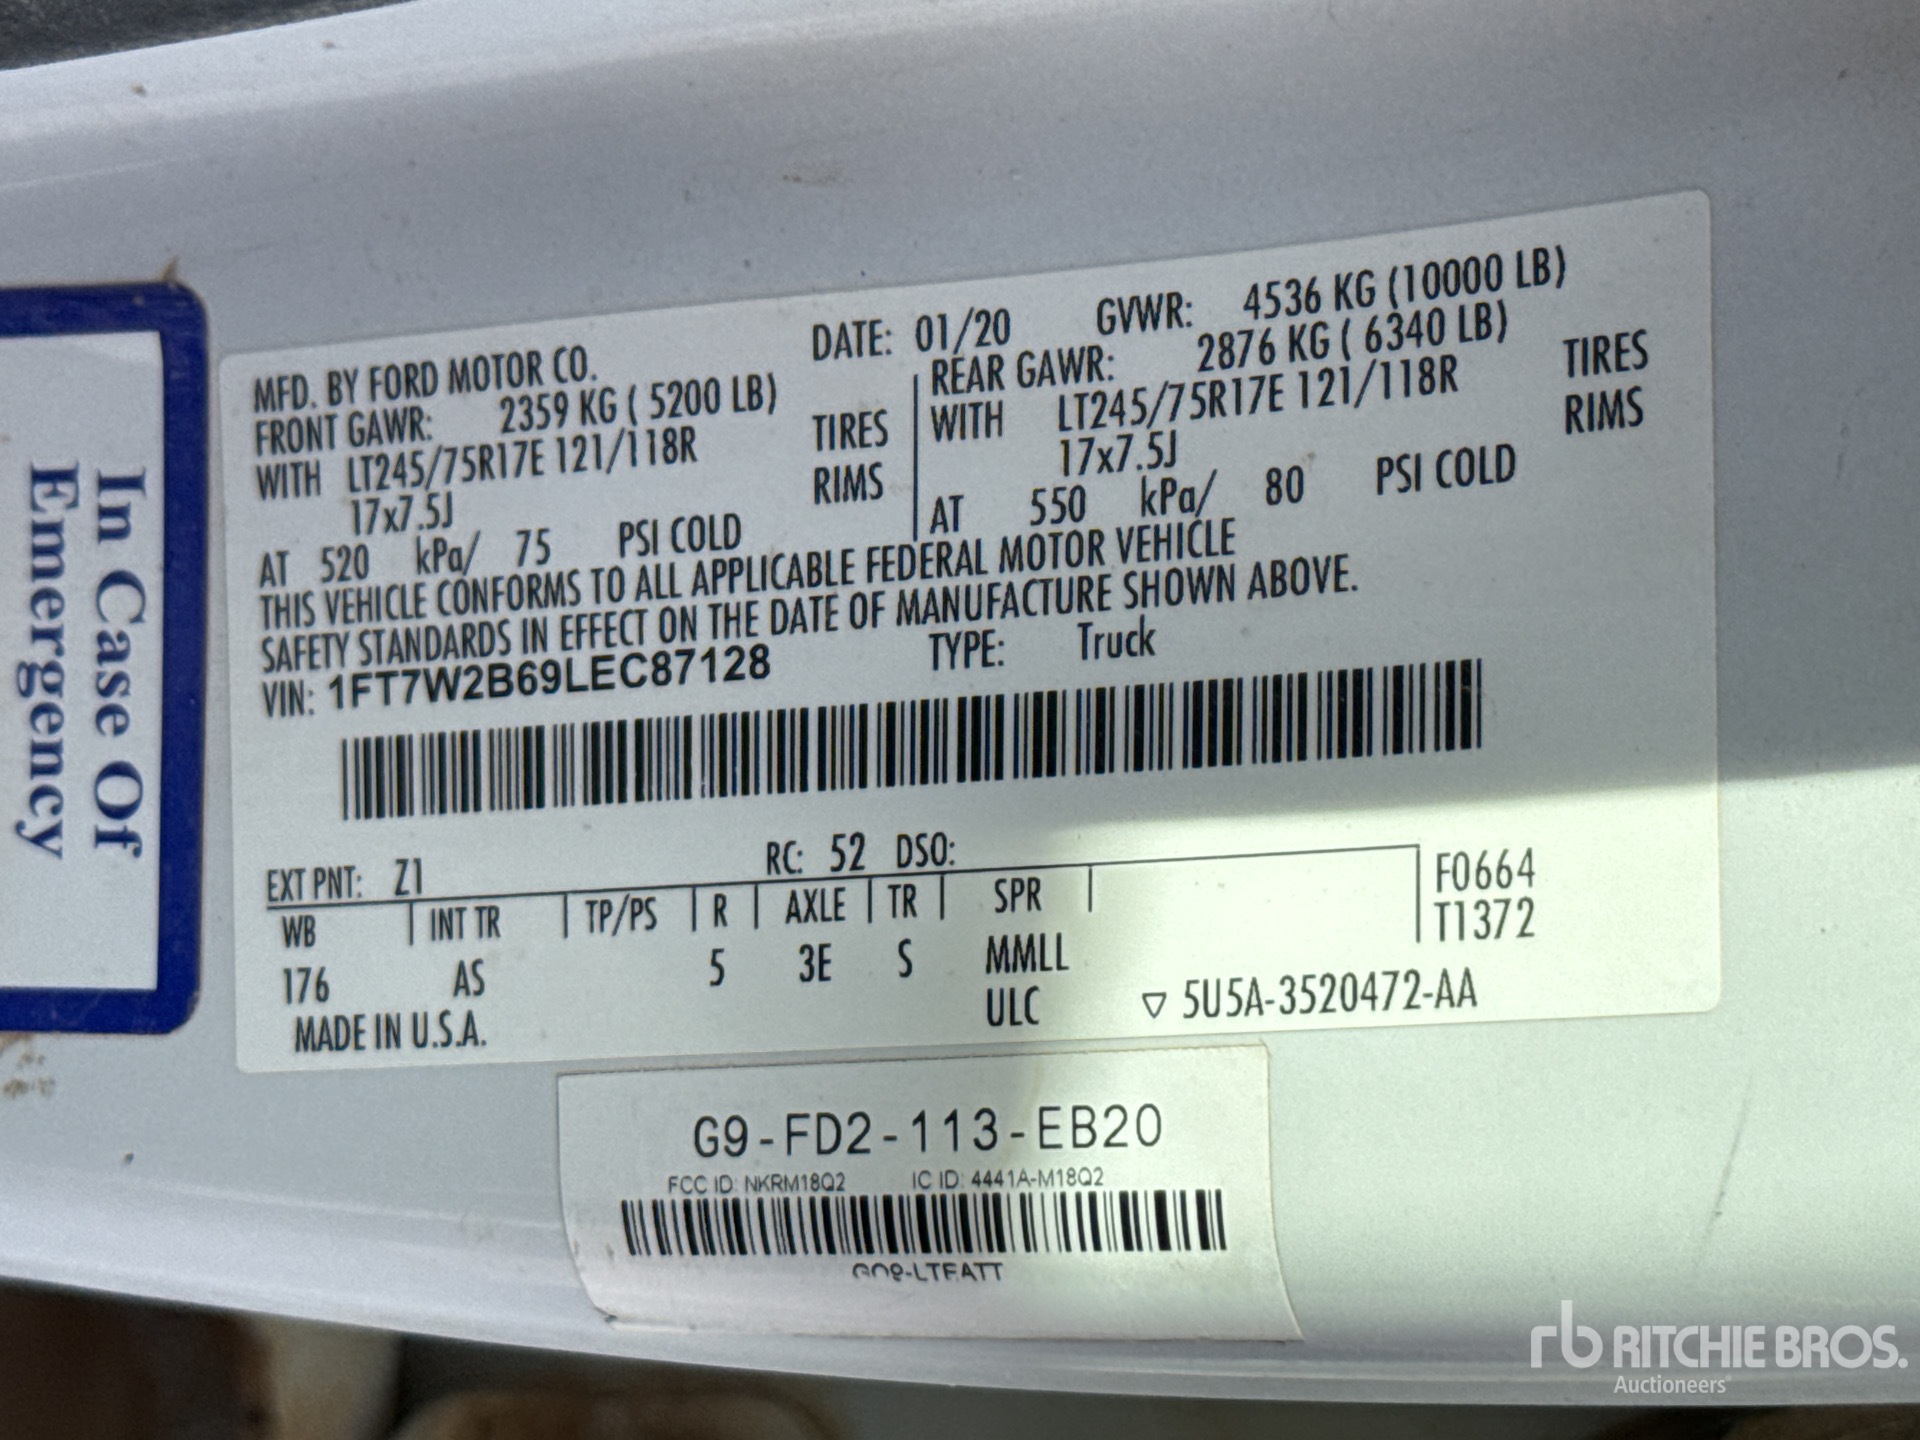 In Case Of
Emergency
MFD. BY FORD MOTOR CO.
DATE: 01/20
GVWR: 4536 KG (10000 LB)
FRONT GAWR: 2359 KG ( 5200 LB)
WITH LT245/75R17E 121/118R TIRES
17x7.5J RIMS
AT 520 kPa/ 75 PSI COLD
REAR GAWR: 2876 KG ( 6340 LB)
WITH LT245/75R17E 121/118R TIRES
17x7.5J RIMS
AT 550 kPa/ 80 PSI COLD
THIS VEHICLE CONFORMS TO ALL APPLICABLE FEDERAL MOTOR VEHICLE
SAFETY STANDARDS IN EFFECT ON THE DATE OF MANUFACTURE SHOWN ABOVE.
VIN: 1FT7W2B69LEC87128 TYPE: Truck
EXT PNT: Z1 RC: 52 DSO:
WB INT TR TP/PS R AXLE TR SPR F0664
T1372
176 AS 5 3E S MMLL
ULC ▽ 5U5A-3520472-AA
MADE IN U.S.A.
G9-FD2-113-EB20
FCC ID: NKRM18Q2 IC ID: 4441A-M18Q2
rb RITCHIE BROS.
Auctioneers